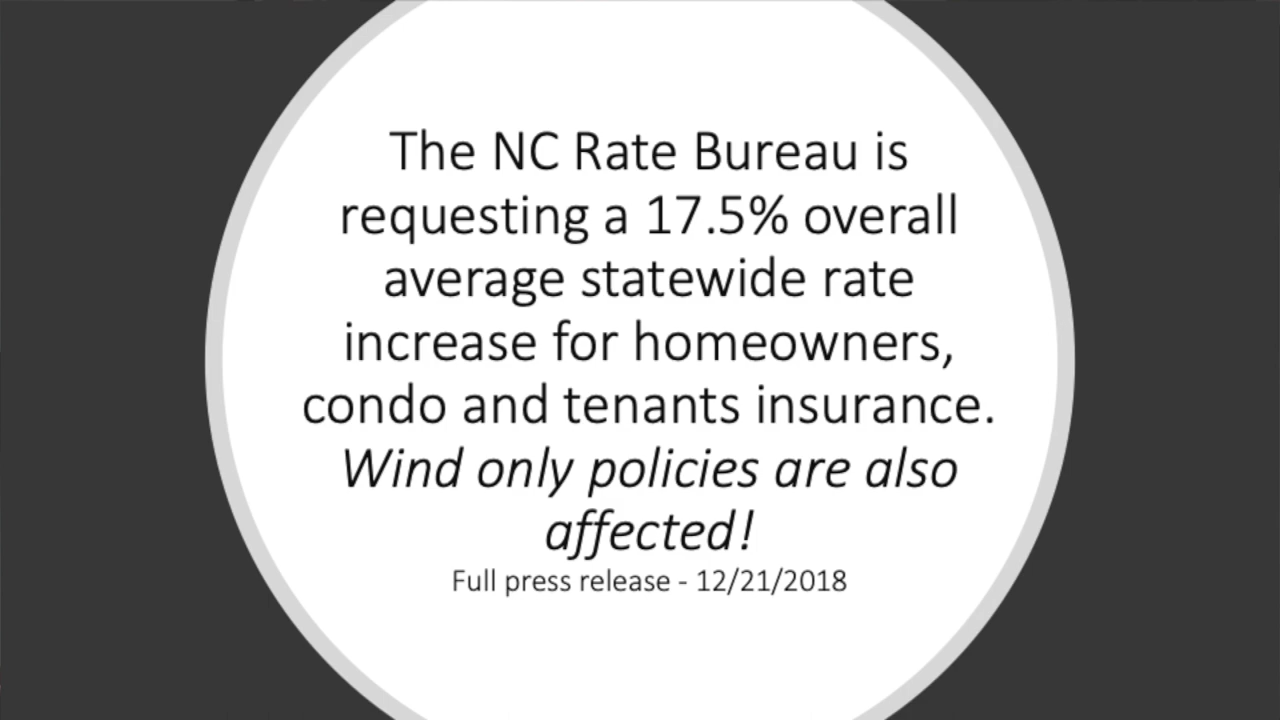 The NC Rate Bureau is
requesting a 17.5% overall
average statewide rate
increase for homeowners,
condo and tenants insurance.
Wind only policies are also
affected!
Full press release - 12/21/2018